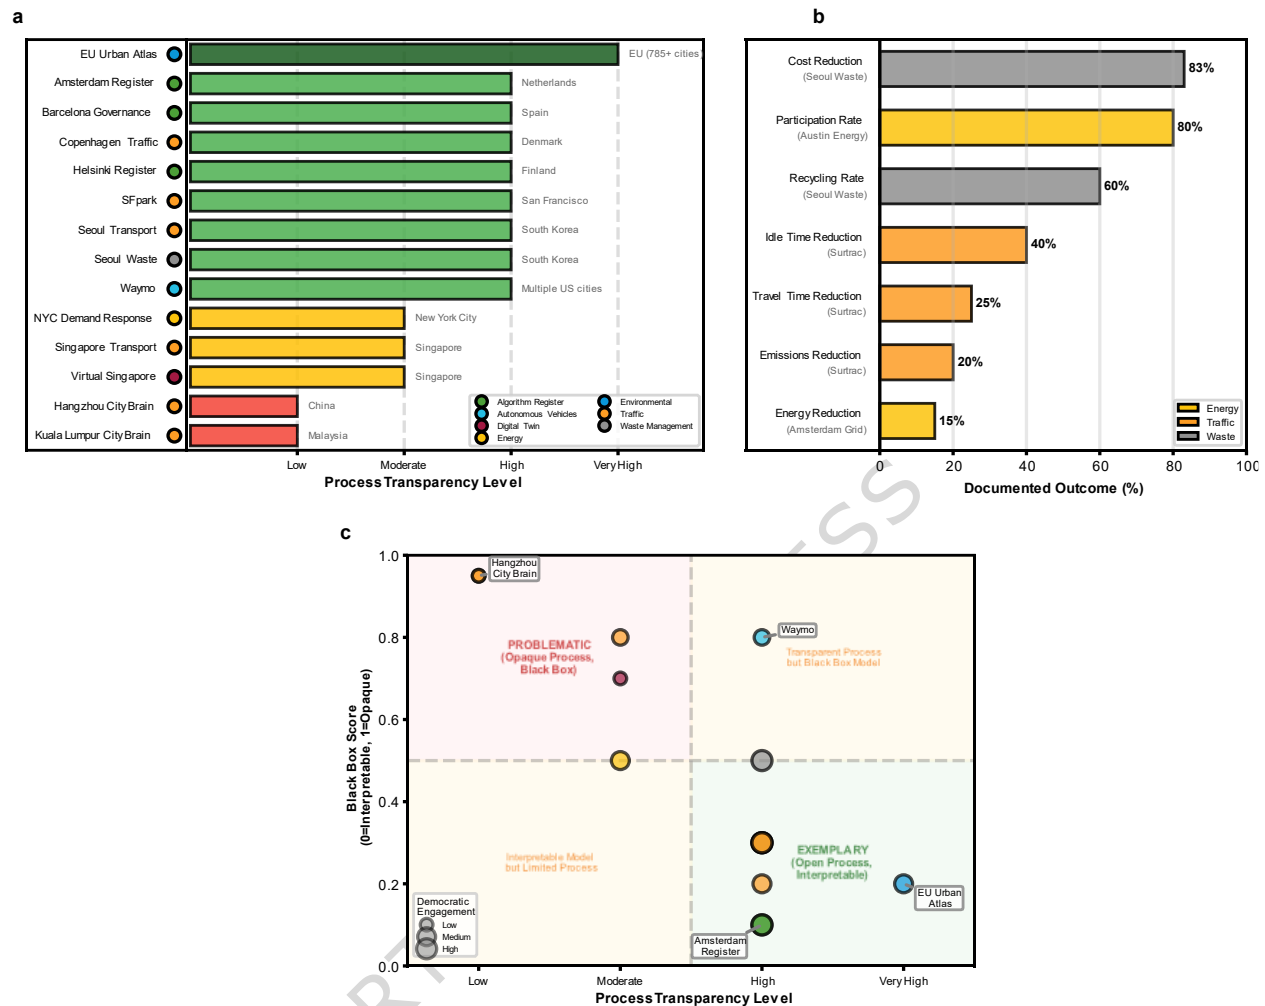 a
EU Urban Atlas
EU (785+ cities)
Amsterdam Register
Netherlands
Barcelona Governance
Spain
Copenhagen Traffic
Denmark
Helsinki Register
Finland
SFpark
San Francisco
Seoul Transport
South Korea
Seoul Waste
South Korea
Waymo
Multiple US cities
NYC Demand Response
New York City
Singapore Transport
Singapore
Virtual Singapore
Singapore
Hangzhou City Brain
China
Kuala Lumpur City Brain
Malaysia
Algorithm Register
Autonomous Vehicles
Digital Twin
Energy
Environmental
Traffic
Waste Management
Low
Moderate
High
Very High
Process Transparency Level
b
Cost Reduction
(Seoul Waste)
83%
Participation Rate
(Austin Energy)
80%
Recycling Rate
(Seoul Waste)
60%
Idle Time Reduction
(Surtrac)
40%
Travel Time Reduction
(Surtrac)
25%
Emissions Reduction
(Surtrac)
20%
Energy Reduction
(Amsterdam Grid)
15%
Energy
Traffic
Waste
0
20
40
60
80
100
Documented Outcome (%)
c
Black Box Score
(0=Interpretable, 1=Opaque)
1.0
0.8
0.6
0.4
0.2
0.0
Hangzhou
City Brain
PROBLEMATIC
(Opaque Process,
Black Box)
Waymo
Transparent Process
but Black Box Model
Interpretable Model
but Limited Process
EXEMPLARY
(Open Process,
Interpretable)
EU Urban
Atlas
Amsterdam
Register
Democratic
Engagement
Low
Medium
High
Low
Moderate
High
Very High
Process Transparency Level